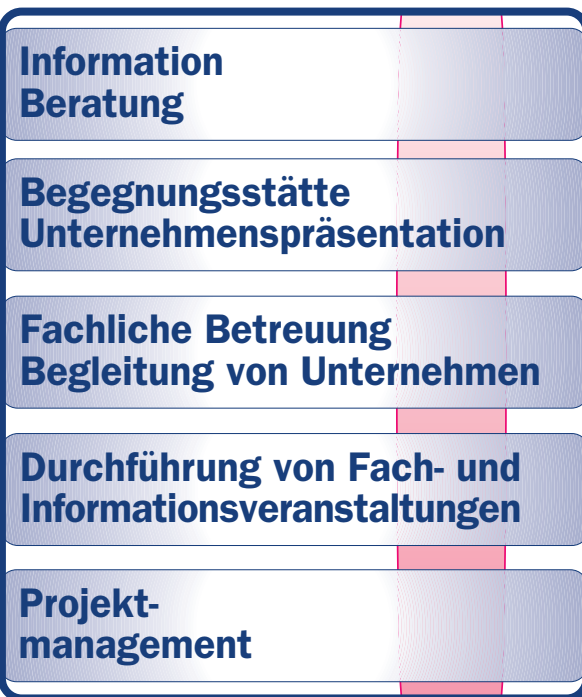 Information
Beratung
Begegnungsstätte
Unternehmenspräsentation
Fachliche Betreuung
Begleitung von Unternehmen
Durchführung von Fach- und
Informationsveranstaltungen
Projekt-
management